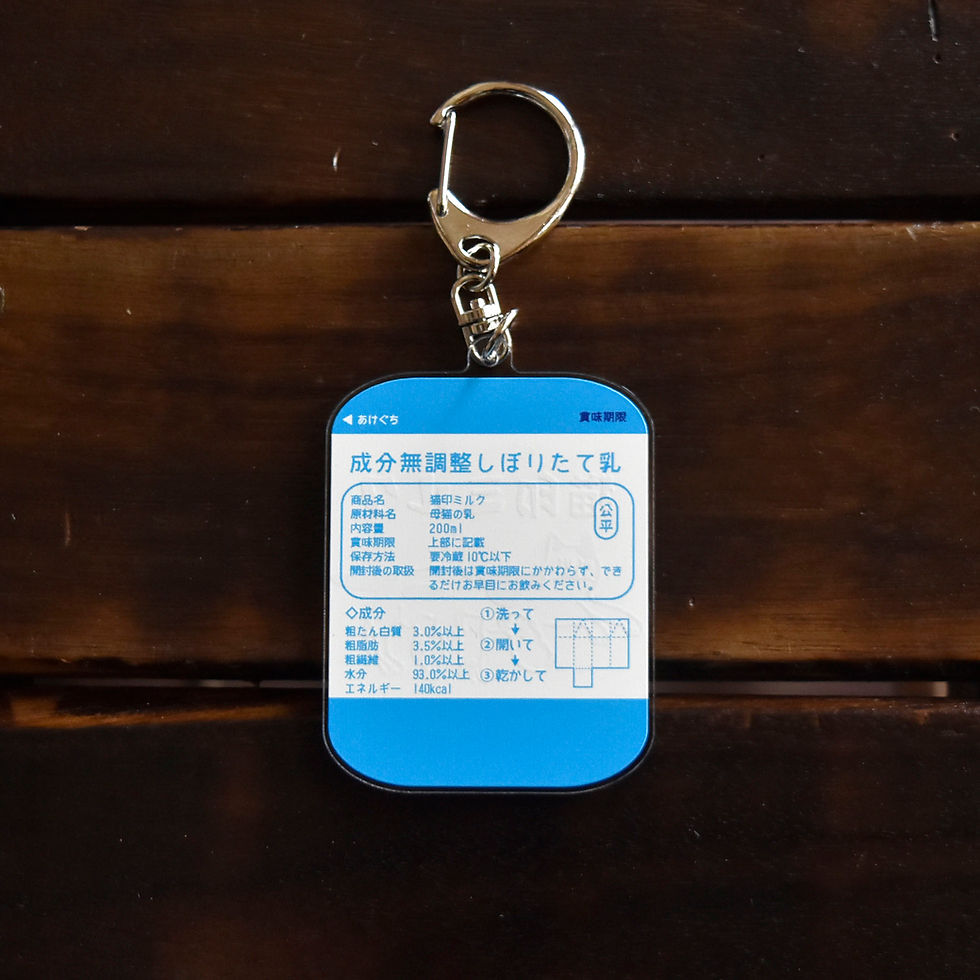 ◀ あけぐち 賞味期限
成分無調整しぼりたて乳
商品名 猫印ミルク
原材料名 母猫の乳
内容量 200ml
賞味期限 上部に記載
保存方法 要冷蔵10℃以下
開封後の取扱 開封後は賞味期限にかかわらず、でき
るだけお早目にお飲みください。
公平
◇成分
粗たん白質 3.0%以上
粗脂肪 3.5%以上
粗繊維 1.0%以上
水分 93.0%以上
エネルギー 140kcal
①洗って
↓
②開いて
↓
③乾かして